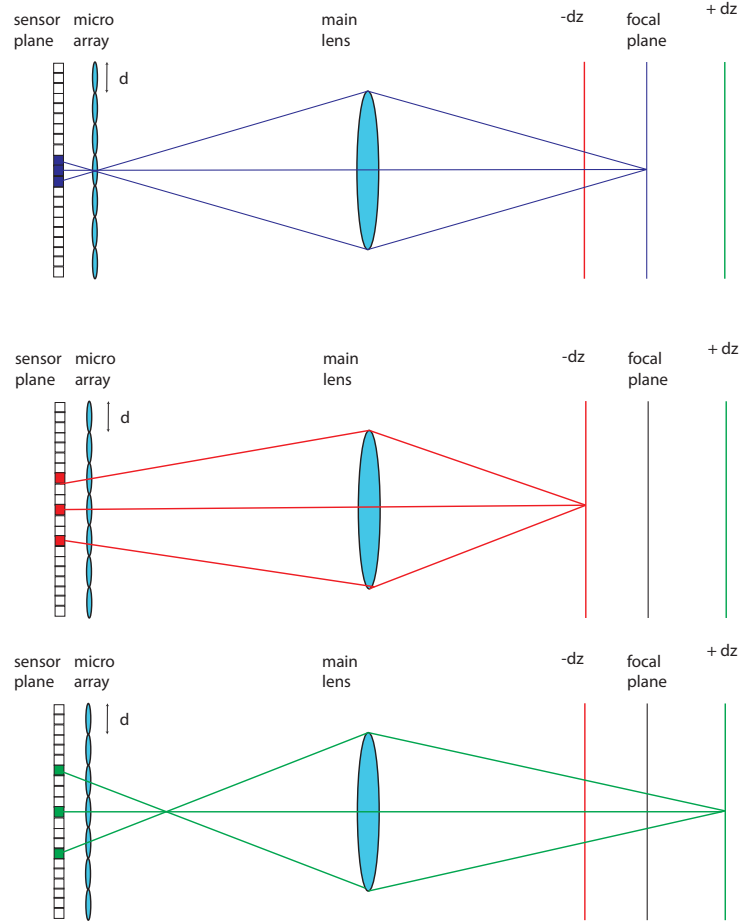 sensor plane
micro array
main lens
-dz
focal plane
+ dz
d
sensor plane
micro array
main lens
-dz
focal plane
+ dz
d
sensor plane
micro array
main lens
-dz
focal plane
+ dz
d